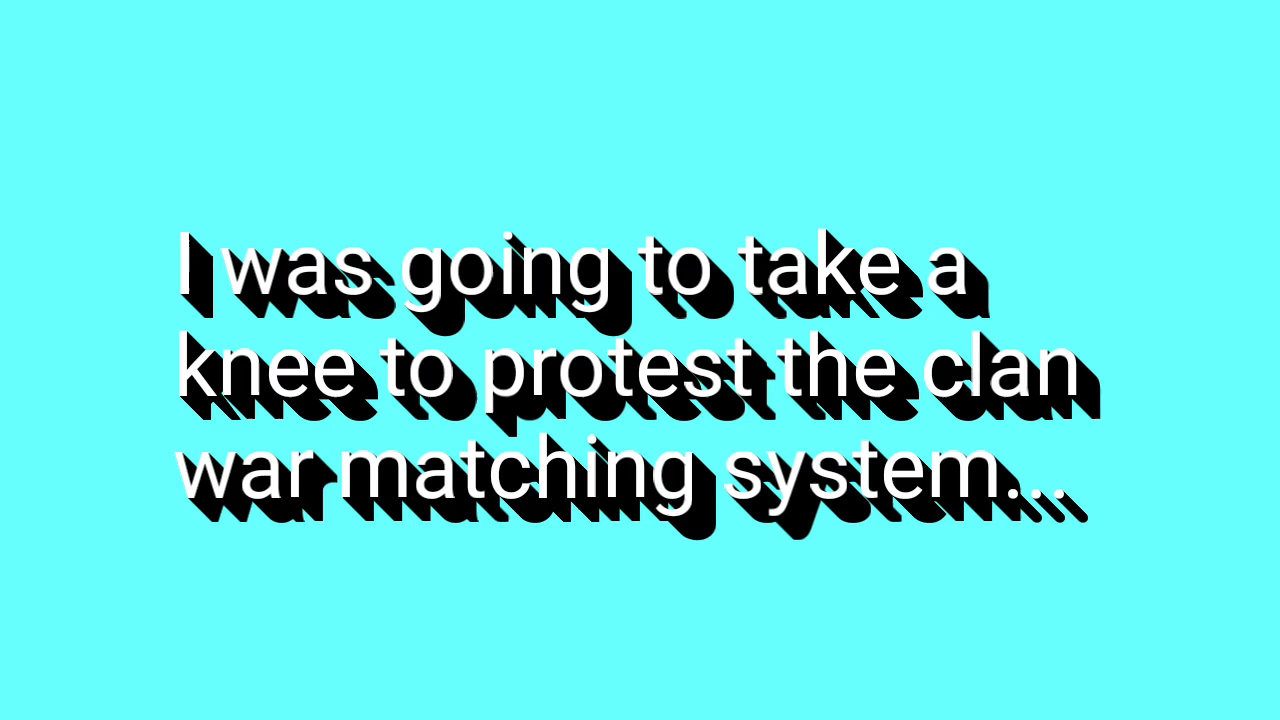 I was going to take a
knee to protest the clan
war matching system...